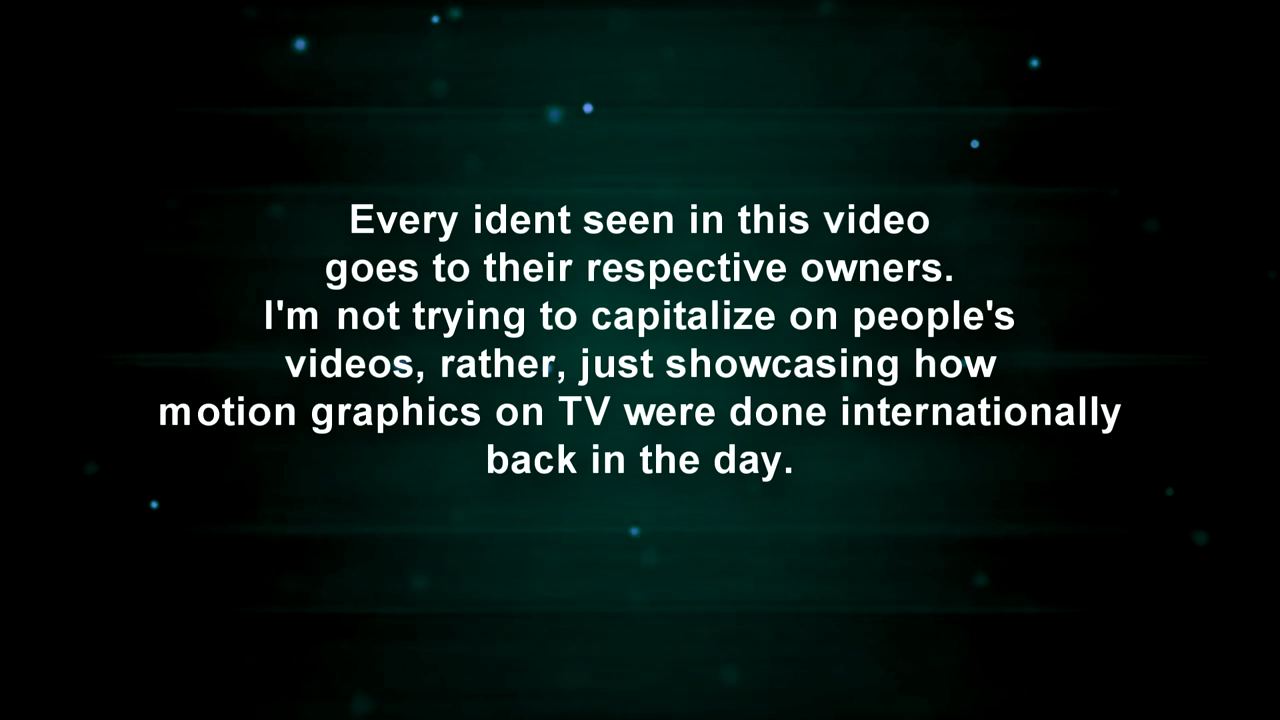 Every ident seen in this video
goes to their respective owners.
I'm not trying to capitalize on people's
videos, rather, just showcasing how
motion graphics on TV were done internationally
back in the day.